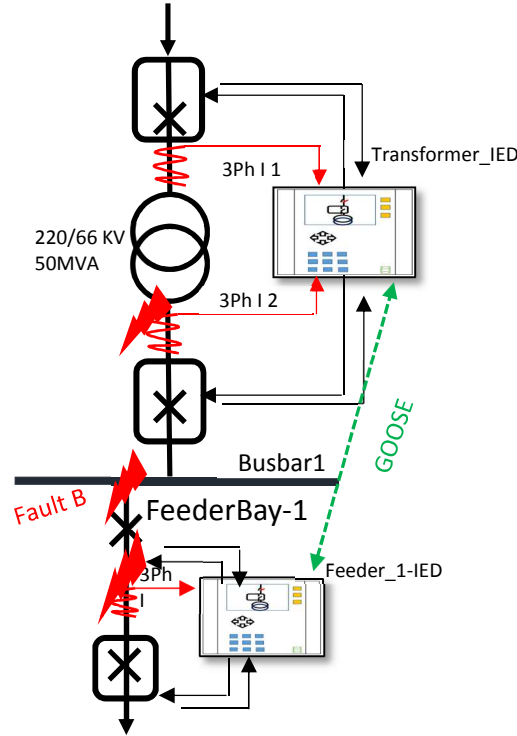 Transformer_IED
3Ph I 1
220/66 KV
50MVA
3Ph I 2
GOOSE
Busbar1
Fault B
FeederBay-1
Feeder_1-IED
3Ph
I